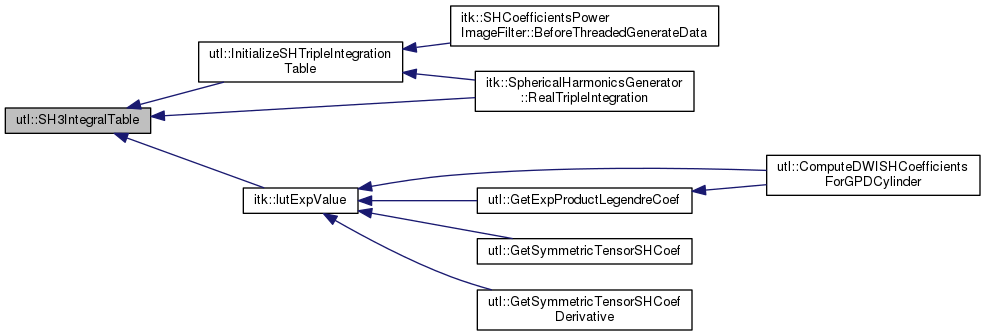 utl::SH3IntegralTable
utl::InitializeSHTripleIntegration
Table
itk::SHCoefficientsPower
ImageFilter::BeforeThreadedGenerateData
itk::SphericalHarmonicsGenerator
::RealTripleIntegration
itk::lutExpValue
utl::ComputeDWISHCoefficients
ForGPDCylinder
utl::GetExpProductLegendreCoef
utl::GetSymmetricTensorSHCoef
utl::GetSymmetricTensorSHCoef
Derivative